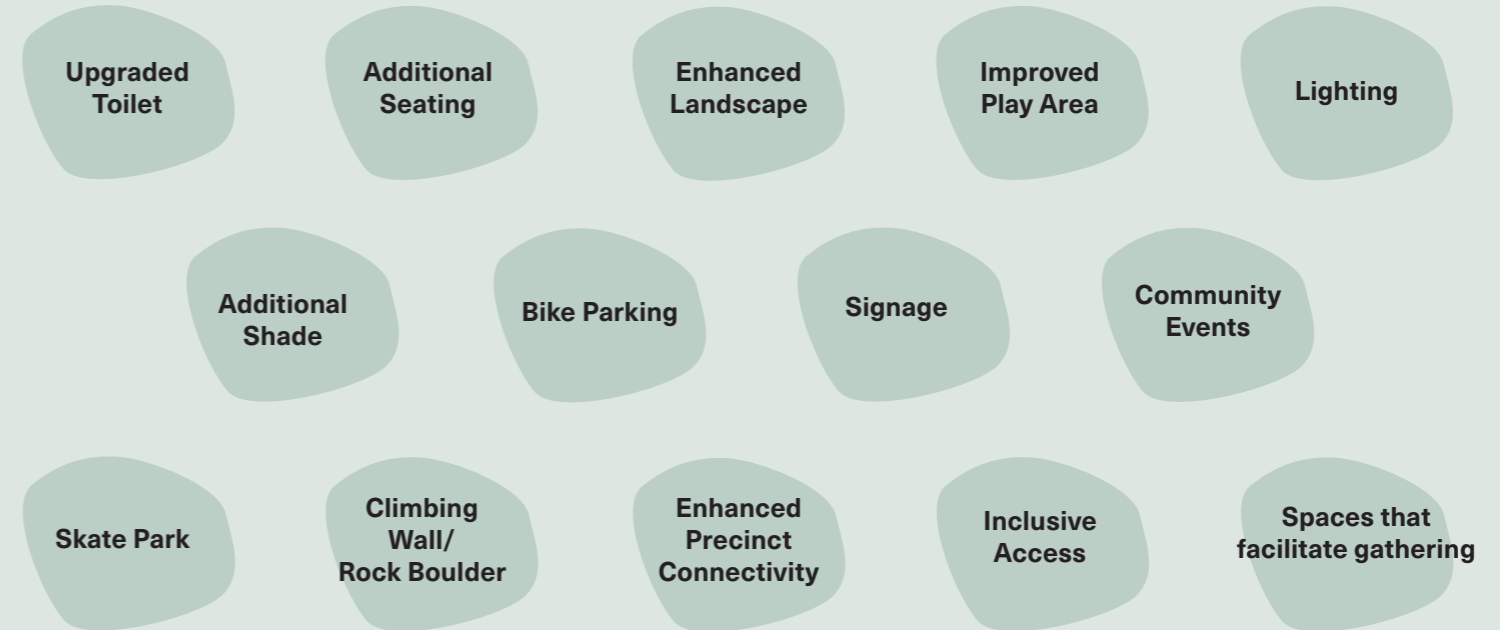 Upgraded
Toilet
Additional
Seating
Enhanced
Landscape
Improved
Play Area
Lighting
Additional
Shade
Bike Parking
Signage
Community
Events
Skate Park
Climbing
Wall/
Rock Boulder
Enhanced
Precinct
Connectivity
Inclusive
Access
Spaces that
facilitate gathering